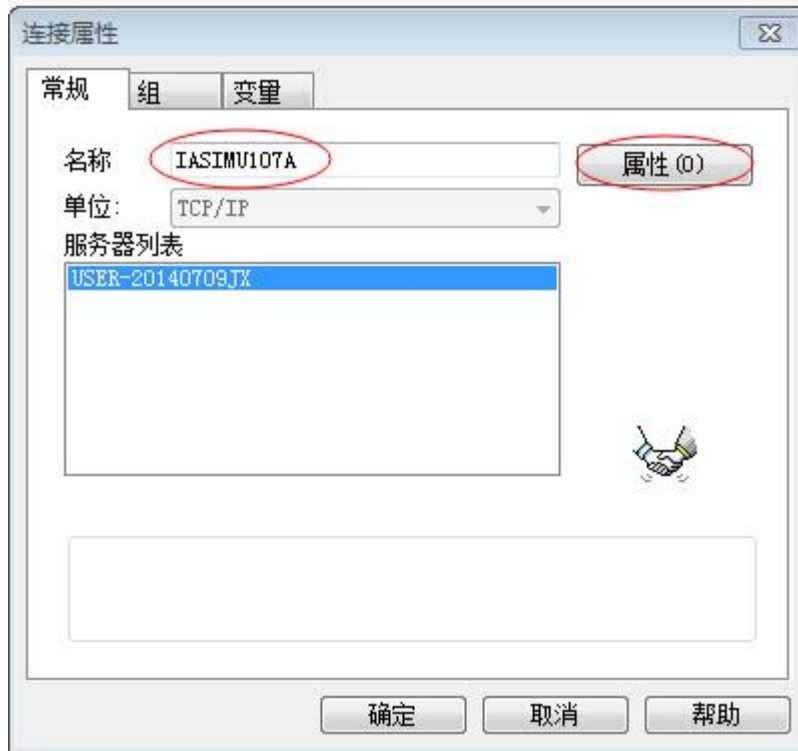 连接属性
常规 组 变量
名称 IASIMU107A 属性(O)
单位: TCP/IP
服务器列表
USER-20140709JX
确定 取消 帮助